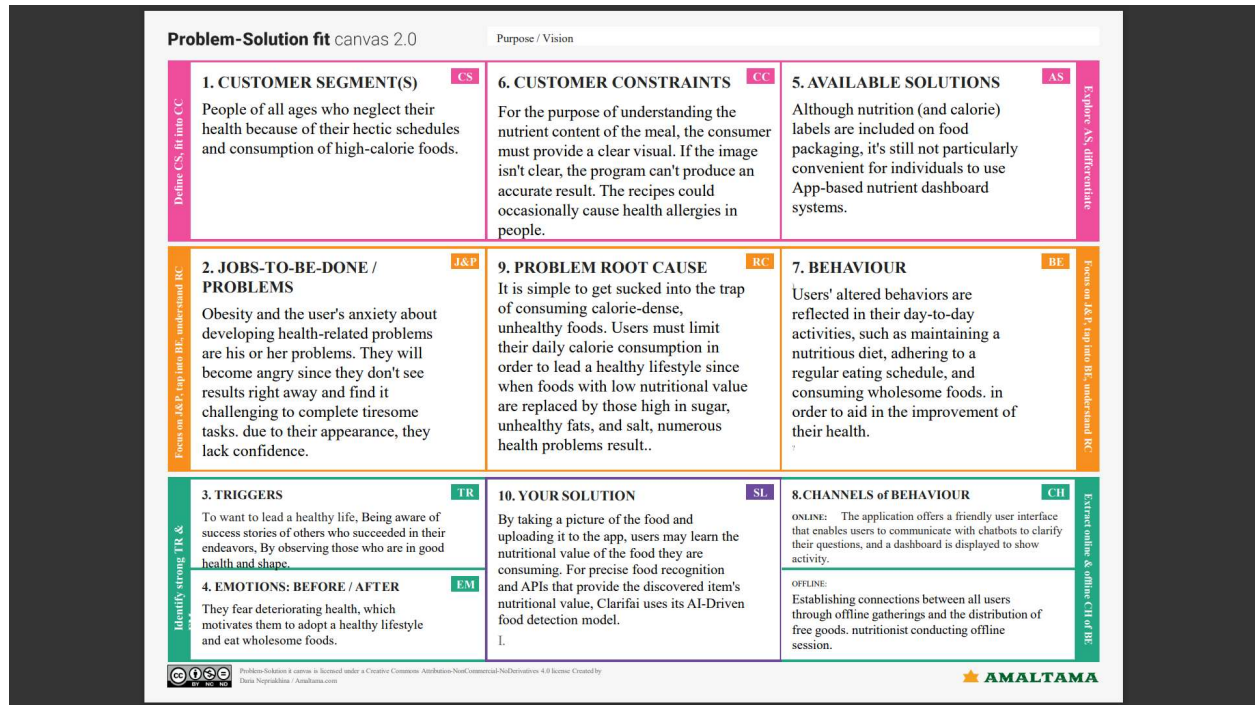 Problem-Solution fit canvas 2.0
Purpose / Vision
Define CS, fit into CC
1. CUSTOMER SEGMENT(S)
CS
People of all ages who neglect their
health because of their hectic schedules
and consumption of high-calorie foods.
6. CUSTOMER CONSTRAINTS
CC
For the purpose of understanding the
nutrient content of the meal, the consumer
must provide a clear visual. If the image
isn't clear, the program can't produce an
accurate result. The recipes could
occasionally cause health allergies in
people.
5. AVAILABLE SOLUTIONS
AS
Although nutrition (and calorie)
labels are included on food
packaging, it's still not particularly
convenient for individuals to use
App-based nutrient dashboard
systems.
Explore AS, differentiate
Focus on J&P, tap into BE, understand RC
2. JOBS-TO-BE-DONE /
PROBLEMS
J&P
Obesity and the user's anxiety about
developing health-related problems
are his or her problems. They will
become angry since they don't see
results right away and find it
challenging to complete tiresome
tasks. due to their appearance, they
lack confidence.
9. PROBLEM ROOT CAUSE
RC
It is simple to get sucked into the trap
of consuming calorie-dense,
unhealthy foods. Users must limit
their daily calorie consumption in
order to lead a healthy lifestyle since
when foods with low nutritional value
are replaced by those high in sugar,
unhealthy fats, and salt, numerous
health problems result..
7. BEHAVIOUR
BE
Users' altered behaviors are
reflected in their day-to-day
activities, such as maintaining a
nutritious diet, adhering to a
regular eating schedule, and
consuming wholesome foods. in
order to aid in the improvement of
their health.
?
Focus on J&P, tap into BE, understand RC
Identify strong TR &
3. TRIGGERS
TR
To want to lead a healthy life, Being aware of
success stories of others who succeeded in their
endeavors, By observing those who are in good
health and shape.
4. EMOTIONS: BEFORE / AFTER
EM
They fear deteriorating health, which
motivates them to adopt a healthy lifestyle
and eat wholesome foods.
10. YOUR SOLUTION
SL
By taking a picture of the food and
uploading it to the app, users may learn the
nutritional value of the food they are
consuming. For precise food recognition
and APIs that provide the discovered item's
nutritional value, Clarifai uses its AI-Driven
food detection model.
I.
8.CHANNELS of BEHAVIOUR
CH
ONLINE: The application offers a friendly user interface
that enables users to communicate with chatbots to clarify
their questions, and a dashboard is displayed to show
activity.
OFFLINE:
Establishing connections between all users
through offline gatherings and the distribution of
free goods. nutritionist conducting offline
session.
Extract online & offline CH of BE
CC
BY NC ND
Problem-Solution it canvas is licensed under a Creative Commons Attribution-NonCommercial-NoDerivatives 4.0 license Created by
Daria Nepriakhina / Amaltama.com
AMALTAMA